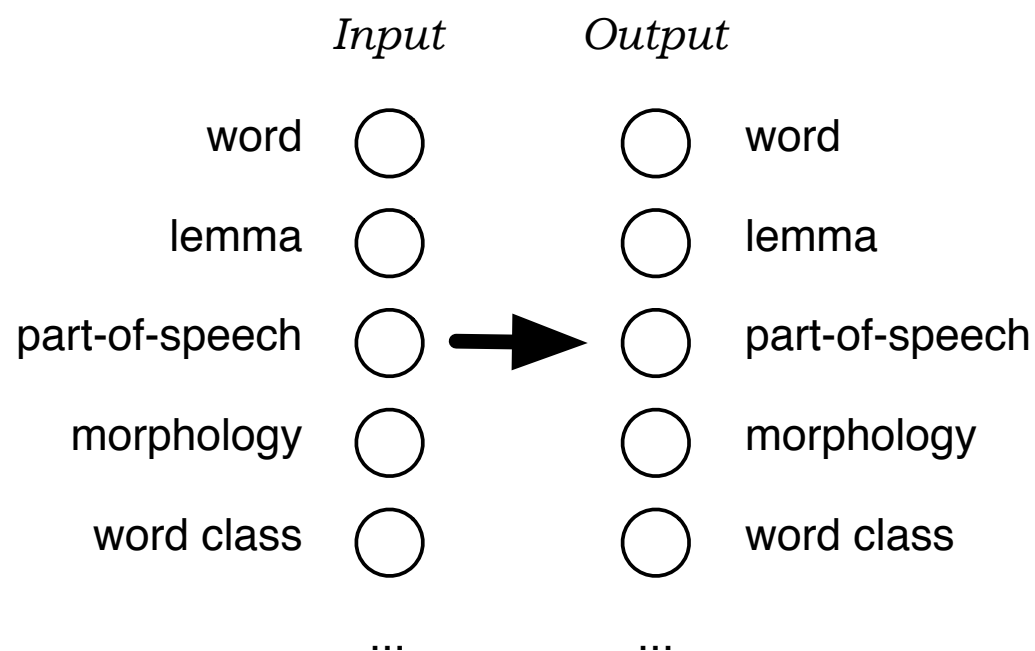 Input Output
word word
lemma lemma
part-of-speech part-of-speech
morphology morphology
word class word class
... ...